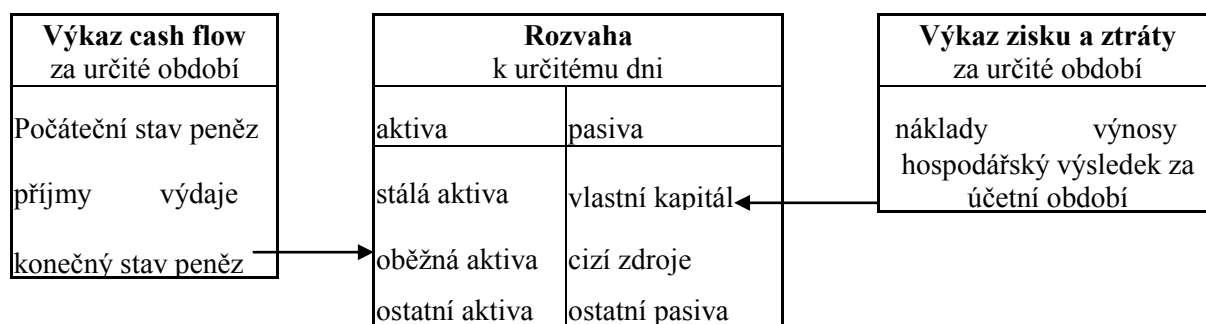 Výkaz cash flow
za určité období
Počáteční stav peněz
příjmy výdaje
konečný stav peněz
Rozvaha
k určitému dni
aktiva pasiva
stálá aktiva vlastní kapitál
oběžná aktiva cizí zdroje
ostatní aktiva ostatní pasiva
Výkaz zisku a ztráty
za určité období
náklady výnosy
hospodářský výsledek za
účetní období